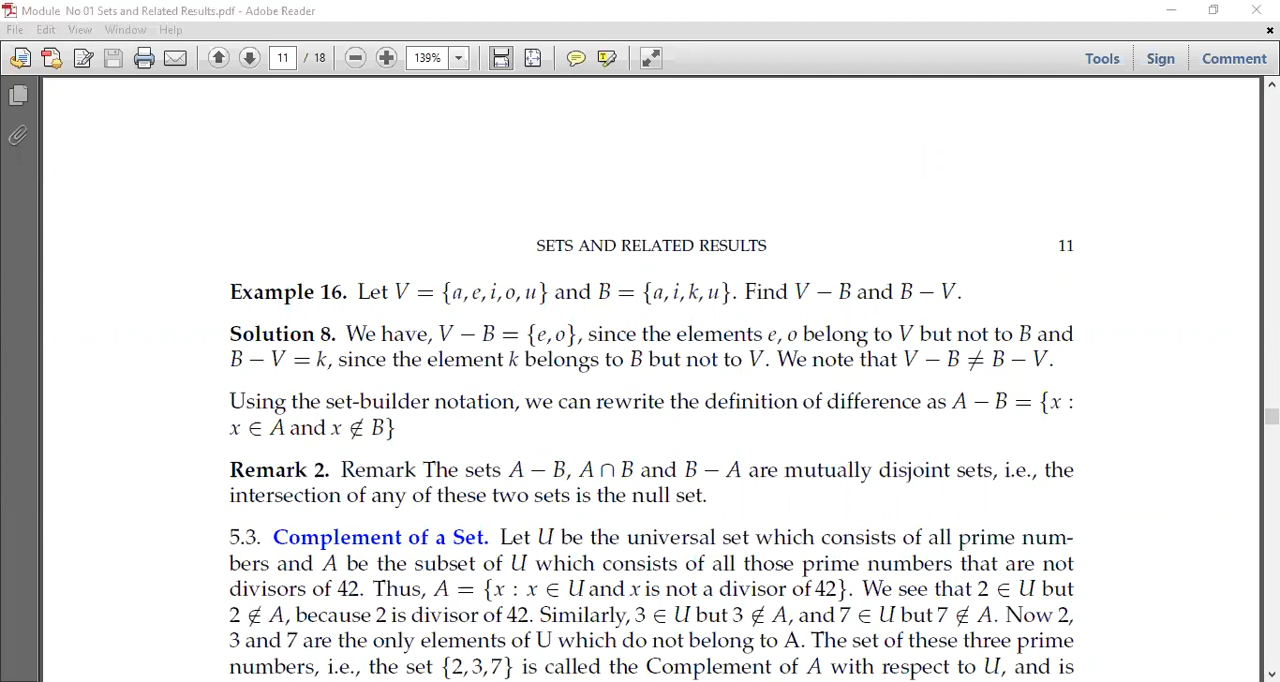 Module No 01 Sets and Related Results.pdf - Adobe Reader
File Edit View Window Help
11 / 18 139% Tools Sign Comment
SETS AND RELATED RESULTS 11
Example 16. Let V = {a, e, i, o, u} and B = {a, i, k, u}. Find V − B and B − V.
Solution 8. We have, V − B = {e, o}, since the elements e, o belong to V but not to B and
B − V = k, since the element k belongs to B but not to V. We note that V − B ≠ B − V.
Using the set-builder notation, we can rewrite the definition of difference as A − B = {x :
x ∈ A and x ∉ B}
Remark 2. Remark The sets A − B, A ∩ B and B − A are mutually disjoint sets, i.e., the
intersection of any of these two sets is the null set.
5.3. Complement of a Set. Let U be the universal set which consists of all prime num-
bers and A be the subset of U which consists of all those prime numbers that are not
divisors of 42. Thus, A = {x : x ∈ U and x is not a divisor of 42}. We see that 2 ∈ U but
2 ∉ A, because 2 is divisor of 42. Similarly, 3 ∈ U but 3 ∉ A, and 7 ∈ U but 7 ∉ A. Now 2,
3 and 7 are the only elements of U which do not belong to A. The set of these three prime
numbers, i.e., the set {2, 3, 7} is called the Complement of A with respect to U, and is